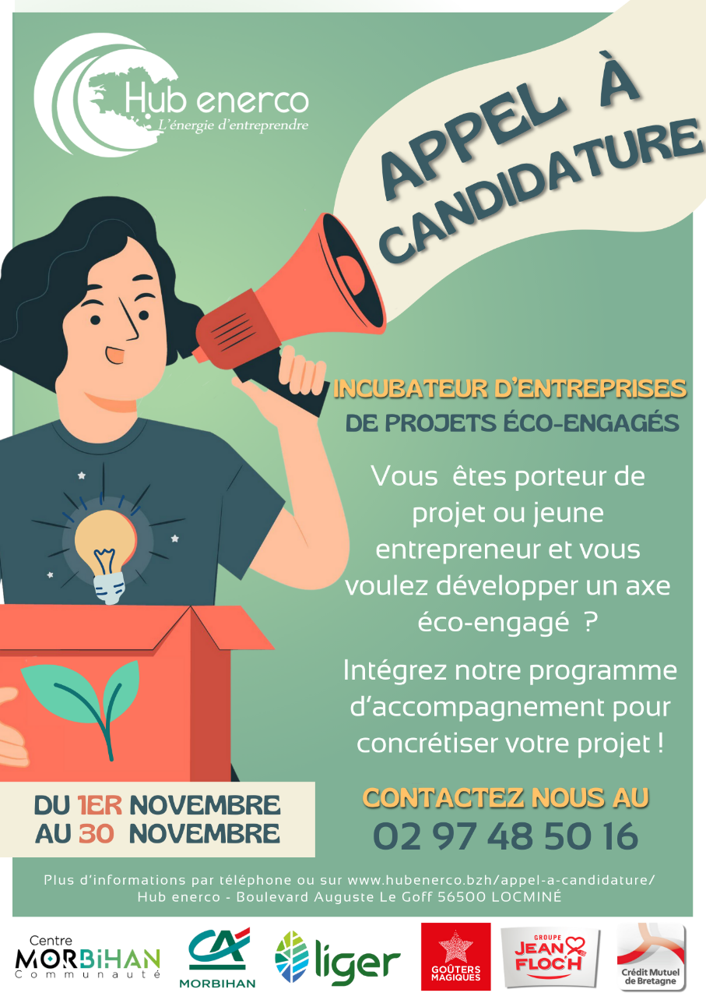 Hub enerco
L'énergie d'entreprendre
APPEL À
CANDIDATURE
INCUBATEUR D'ENTREPRISES
DE PROJETS ÉCO-ENGAGÉS
Vous êtes porteur de
projet ou jeune
entrepreneur et vous
voulez développer un axe
éco-engagé ?
Intégrez notre programme
d'accompagnement pour
concrétiser votre projet !
DU 1ER NOVEMBRE
AU 30 NOVEMBRE
CONTACTEZ NOUS AU
02 97 48 50 16
Plus d'informations par téléphone ou sur www.hubenerco.bzh/appel-a-candidature/
Hub enerco - Boulevard Auguste Le Goff 56500 LOCMINÉ
Centre
MORBiHAN
Communauté
CA
MORBIHAN
liger
GOÛTERS
MAGIQUES
GROUPE
JEAN
FLOC'H
Crédit Mutuel
de Bretagne